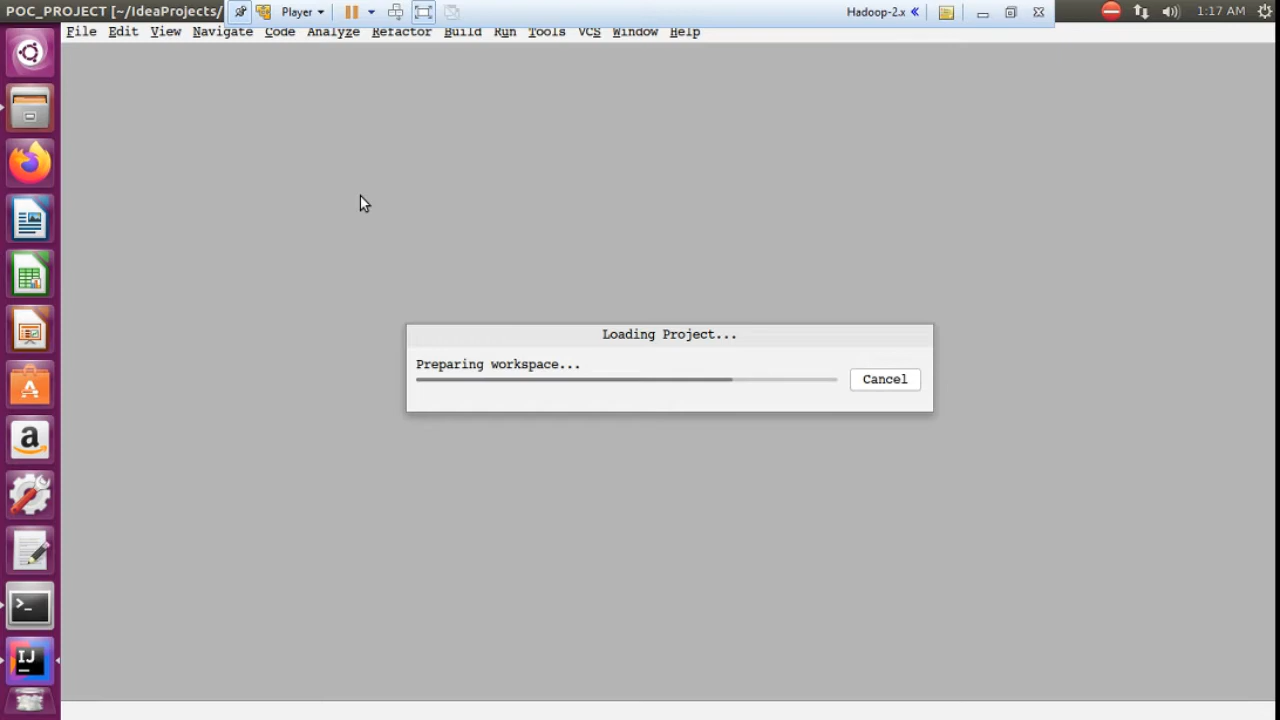 POC_PROJECT [~/IdeaProjects/
Player
Hadoop-2.x
1:17 AM
File Edit View Navigate Code Analyze Refactor Build Run Tools VCS Window Help
Loading Project...
Preparing workspace...
Cancel
a
>_
IJ